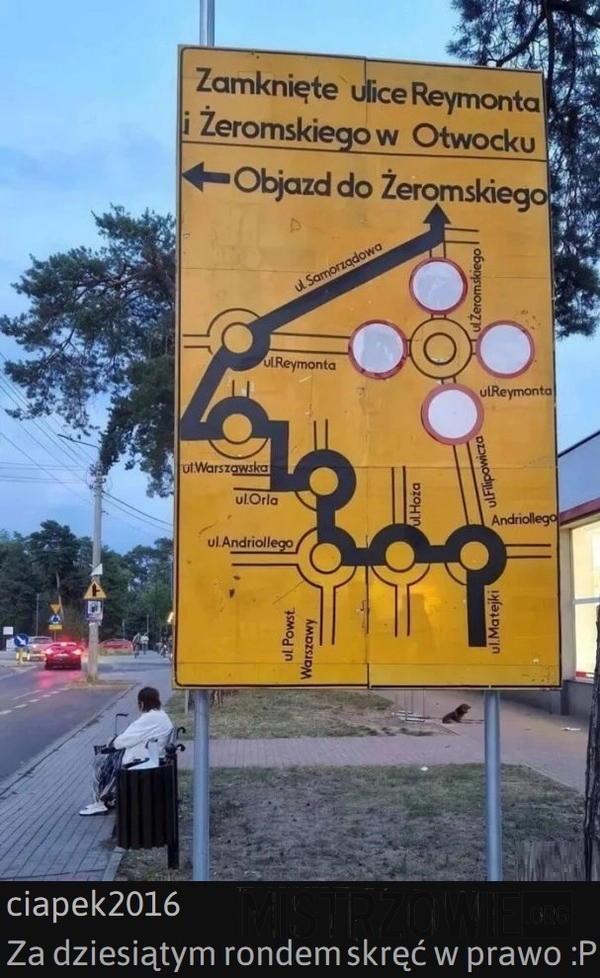 Zamknięte ulice Reymonta
i Żeromskiego w Otwocku
Objazd do Żeromskiego
ul.Samorządowa
ul.Żeromskiego
ul.Reymonta
ul.Reymonta
ul.Warszawska
ul.Orla
ul.Hoża
ul.Filipowicza
Andriollego
ul.Andriollego
ul.Powst.
Warszawy
ul.Matejki
ciapek2016
MISTRZOWIE.ORG
Za dziesiątym rondem skręć w prawo :P